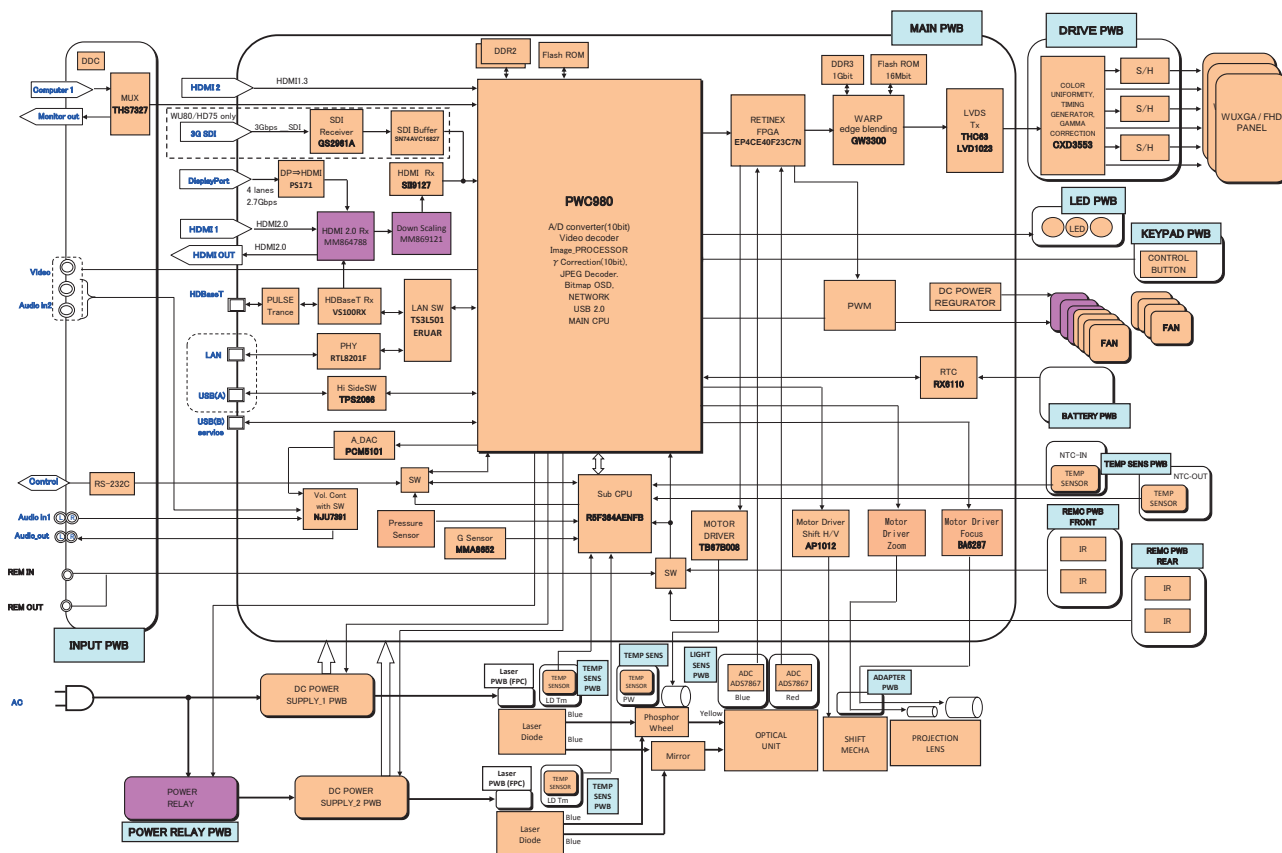 MAIN PWB
DRIVE PWB
DDC
Computer 1
Monitor out
MUX
THS7327
HDMI 2
HDMI1.3
DDR2
Flash ROM
WU80/HD75 only
3G SDI
3Gbps
SDI
SDI
Receiver
GS2961A
SDI Buffer
SN74AVC16827
DisplayPort
4 lanes
2.7Gbps
DP⇒HDMI
PS171
HDMI Rx
SII9127
HDMI 1
HDMI2.0
HDMI OUT
HDMI2.0
HDMI 2.0 Rx
MM864788
Down Scaling
MM869121
Video
Audio in2
HDBaseT
PULSE
Trance
HDBaseT Rx
VS100RX
LAN SW
TS3L501
ERUAR
LAN
PHY
RTL8201F
USB(A)
Hi SideSW
TPS2066
USB(B)
service
A_DAC
PCM5101
Control
RS-232C
SW
Vol. Cont
with SW
NJU7391
Audio in1
L
R
Audio_out
L
R
REM IN
REM OUT
INPUT PWB
PWC980
A/D converter(10bit)
Video decoder
Image_PROCESSOR
γ Correction(10bit),
JPEG Decoder.
Bitmap OSD,
NETWORK
USB 2.0
MAIN CPU
RETINEX
FPGA
EP4CE40F23C7N
DDR3
1Gbit
Flash ROM
16Mbit
WARP
edge blending
GW3300
LVDS
Tx
THC63
LVD1023
COLOR
UNIFORMITY,
TIMING
GENERATOR,
GAMMA
CORRECTION
CXD3553
S/H
S/H
S/H
WUXGA / FHD
PANEL
LED PWB
LED
KEYPAD PWB
CONTROL
BUTTON
PWM
DC POWER
REGURATOR
FAN
FAN
RTC
RX6110
BATTERY PWB
Pressure
Sensor
G Sensor
MMA8652
Sub CPU
R5F364AENFB
SW
MOTOR
DRIVER
TB67B008
Motor Driver
Shift H/V
AP1012
Motor
Driver
Zoom
Motor Driver
Focus
BA6287
NTC-IN
TEMP
SENSOR
TEMP SENS PWB
NTC-OUT
TEMP
SENSOR
REMO PWB
FRONT
IR
IR
REMO PWB
REAR
IR
IR
AC
DC POWER
SUPPLY_1 PWB
POWER
RELAY
POWER RELAY PWB
DC POWER
SUPPLY_2 PWB
Laser
PWB (FPC)
TEMP
SENSOR
LD Tm
TEMP
SENS
PWB
TEMP SENS
TEMP
SENSOR
PW
LIGHT
SENS
PWB
ADC
ADS7867
Blue
ADC
ADS7867
Red
ADAPTER
PWB
Laser
Diode
Blue
Blue
Phosphor
Wheel
Yellow
Mirror
OPTICAL
UNIT
SHIFT
MECHA
PROJECTION
LENS
Laser
PWB (FPC)
TEMP
SENSOR
LD Tm
TEMP
SENS
PWB
Laser
Diode
Blue
Blue